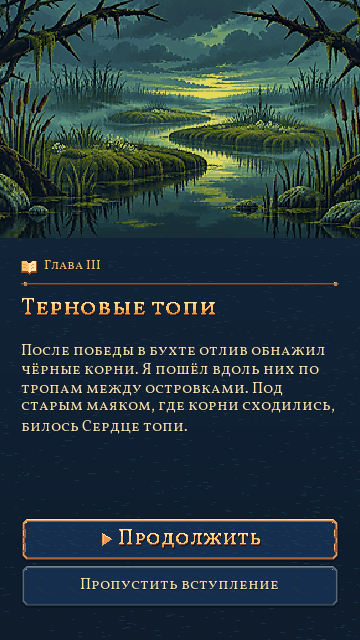 Глава III
Терновые топи
После победы в бухте отлив обнажил
чёрные корни. Я пошёл вдоль них по
тропам между островками. Под
старым маяком, где корни сходились,
билось Сердце топи.
Продолжить
Пропустить вступление